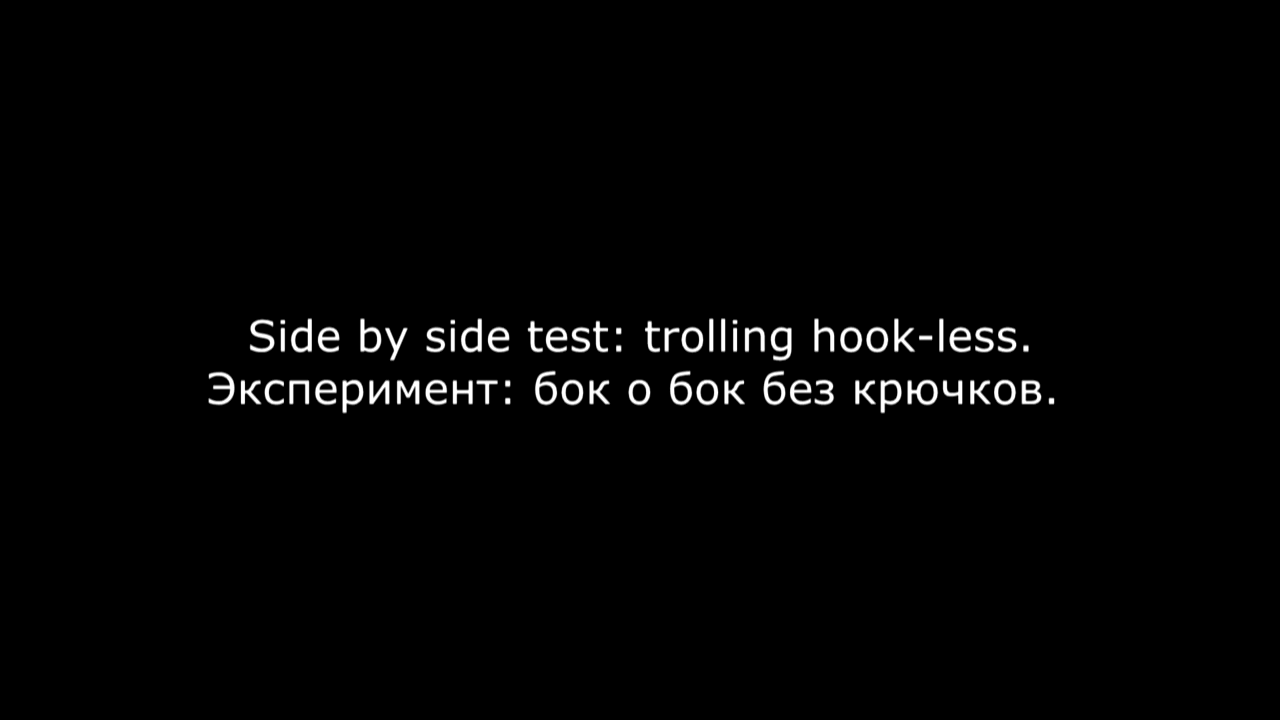 Side by side test: trolling hook-less.
Эксперимент: бок о бок без крючков.